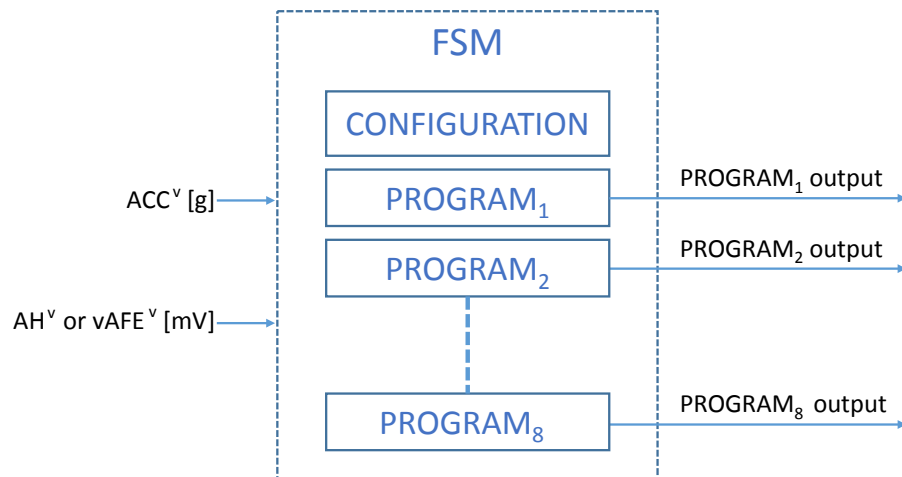 FSM
CONFIGURATION
PROGRAM₁
PROGRAM₁ output
ACCᵛ [g]
PROGRAM₂
PROGRAM₂ output
AHᵛ or vAFEᵛ [mV]
PROGRAM₈
PROGRAM₈ output